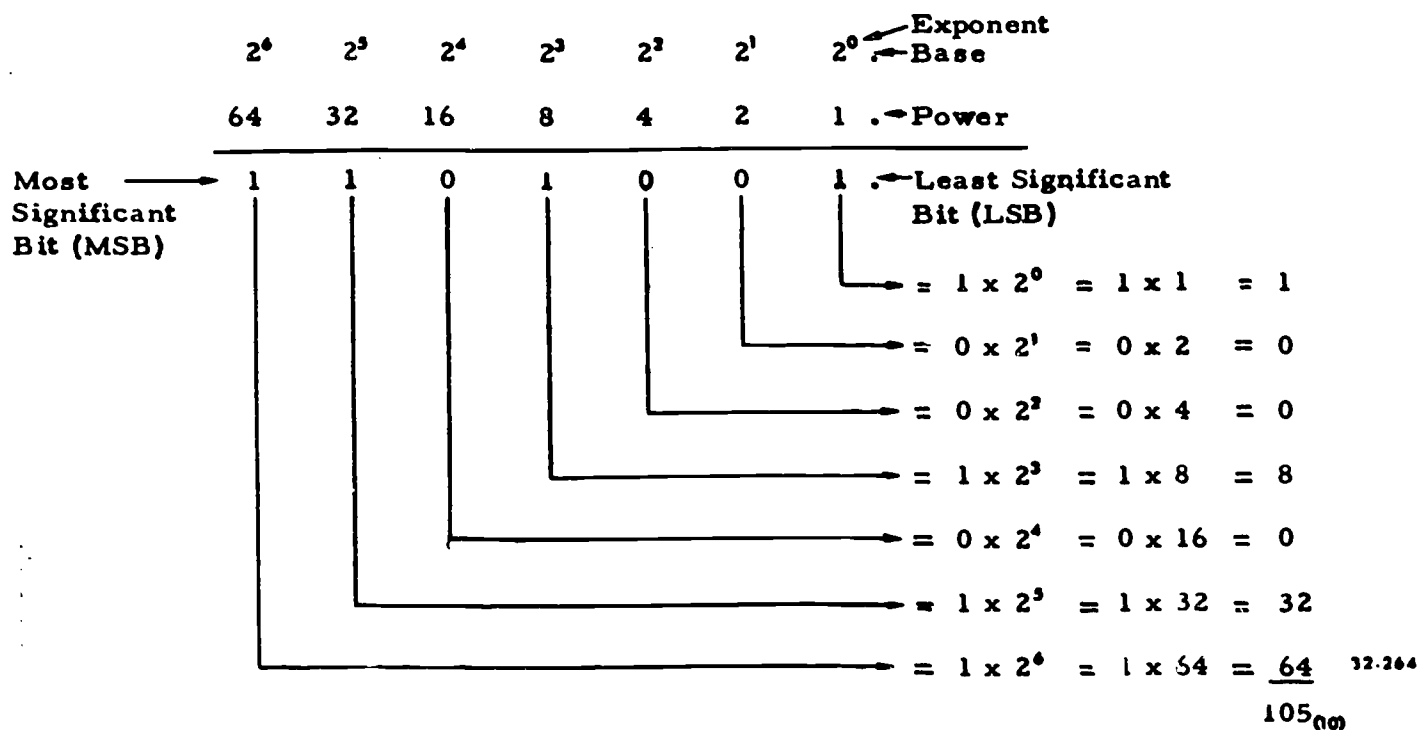 Exponent
2⁶ 2⁵ 2⁴ 2³ 2² 2¹ 2⁰ . Base
64 32 16 8 4 2 1 . Power
Most 1 1 0 1 0 0 1 . Least Significant
Significant Bit (LSB)
Bit (MSB)
= 1 x 2⁰ = 1 x 1 = 1
= 0 x 2¹ = 0 x 2 = 0
= 0 x 2² = 0 x 4 = 0
= 1 x 2³ = 1 x 8 = 8
= 0 x 2⁴ = 0 x 16 = 0
= 1 x 2⁵ = 1 x 32 = 32
= 1 x 2⁶ = 1 x 64 = 64 32-264
105₍₁₀₎